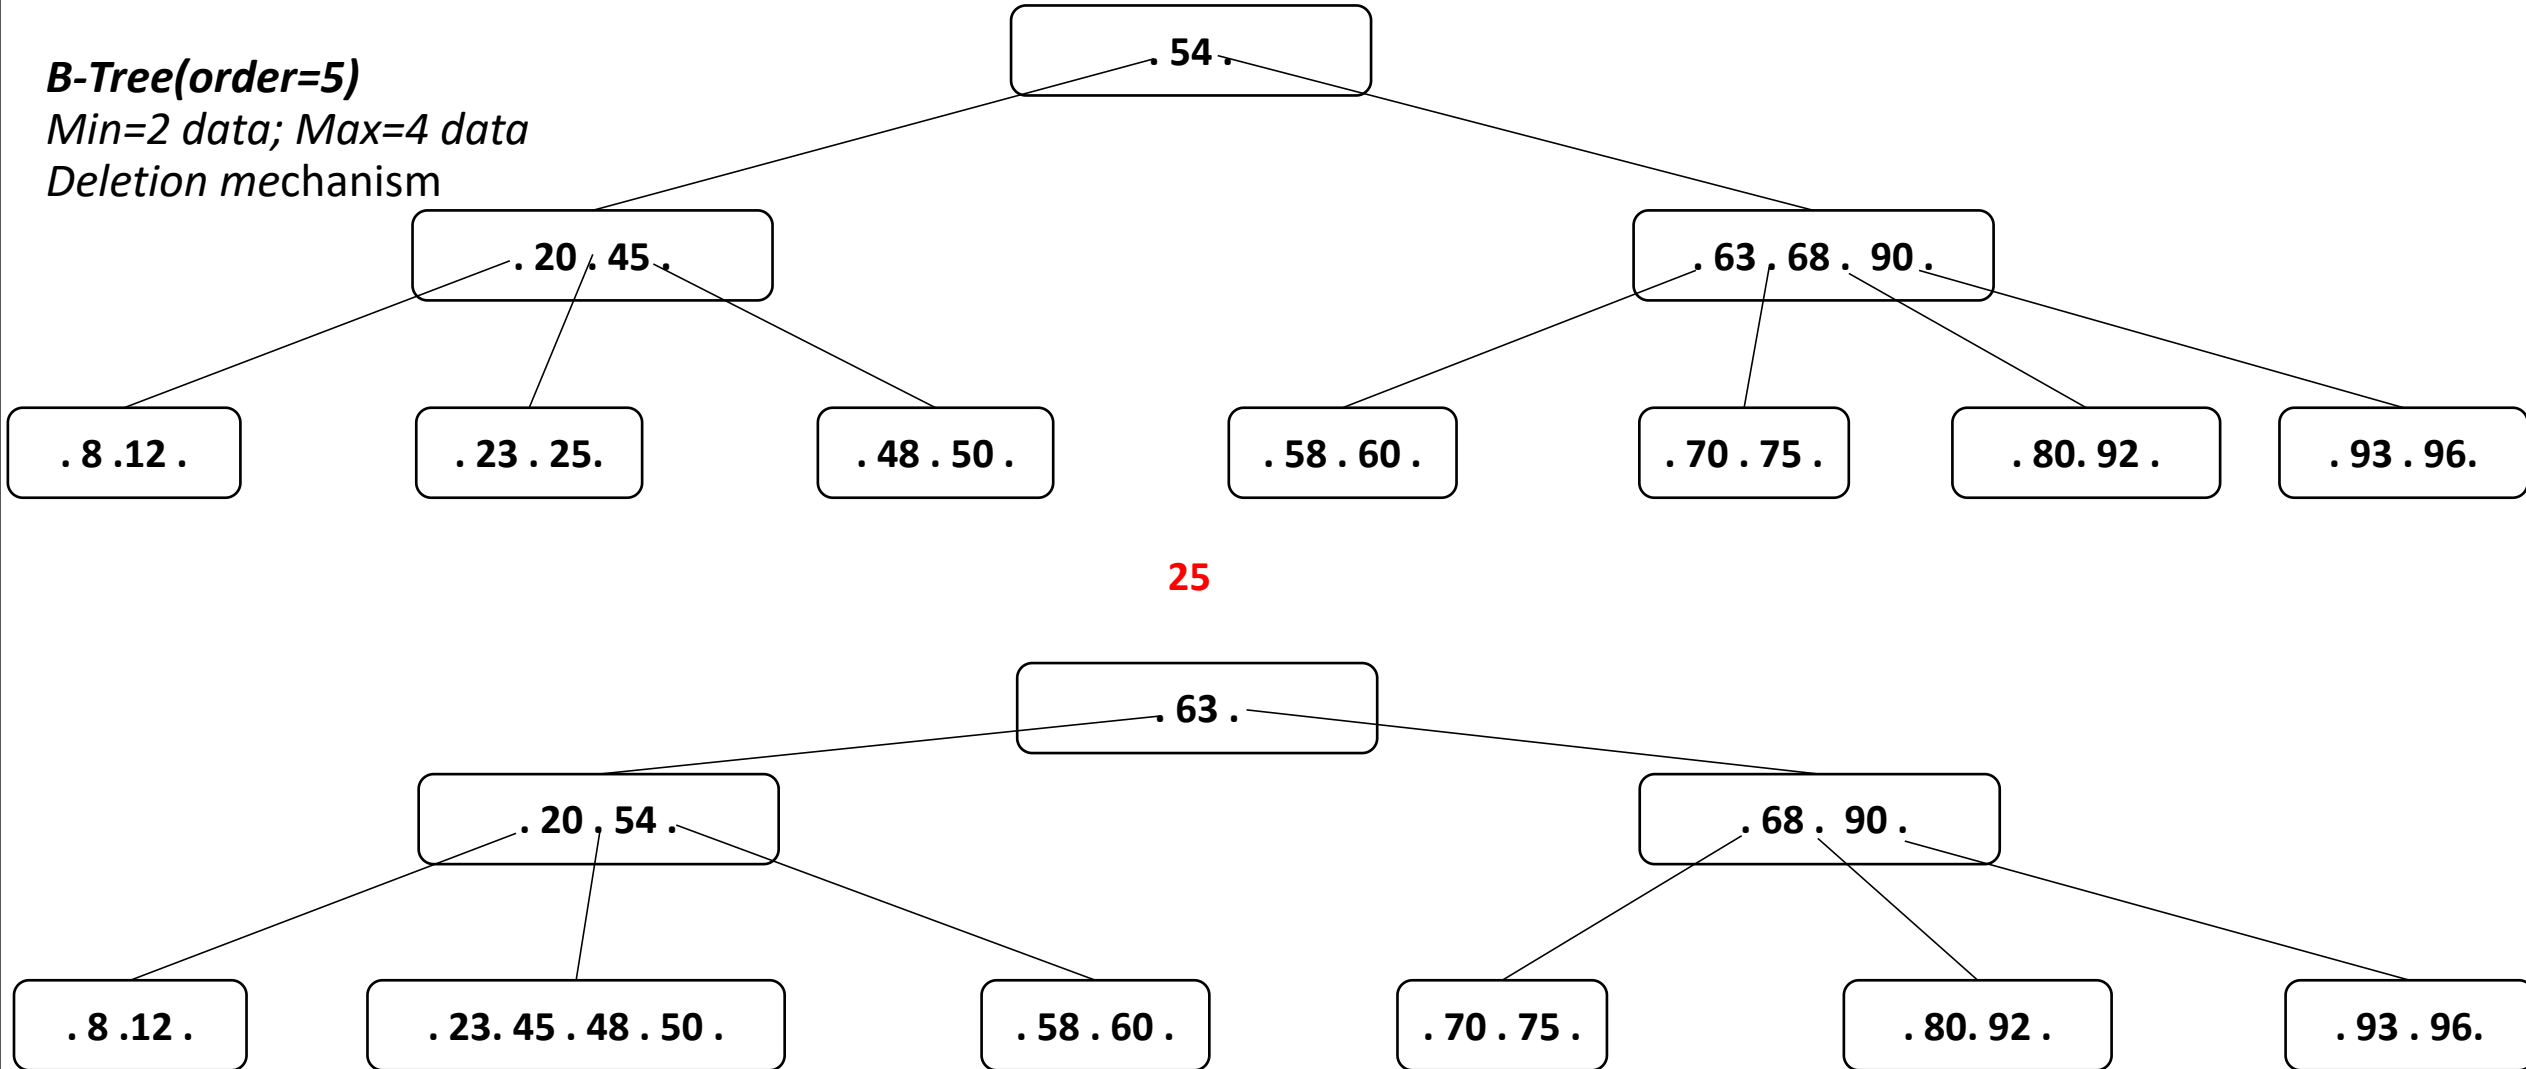 . 54 .
B-Tree(order=5)
Min=2 data; Max=4 data
Deletion mechanism
. 20 . 45 .
. 63 . 68 . 90 .
. 8 .12 .
. 23 . 25.
. 48 . 50 .
. 58 . 60 .
. 70 . 75 .
. 80. 92 .
. 93 . 96.
25
. 63 .
. 20 . 54 .
. 68 . 90 .
. 8 .12 .
. 23. 45 . 48 . 50 .
. 58 . 60 .
. 70 . 75 .
. 80. 92 .
. 93 . 96.